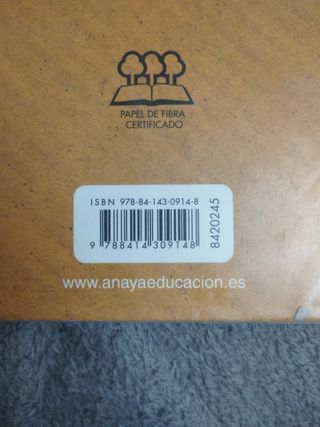 PAPEL DE FIBRA
CERTIFICADO
ISBN 978-84-143-0914-8
9 788414 309148
8420245
www.anayaeducacion.es